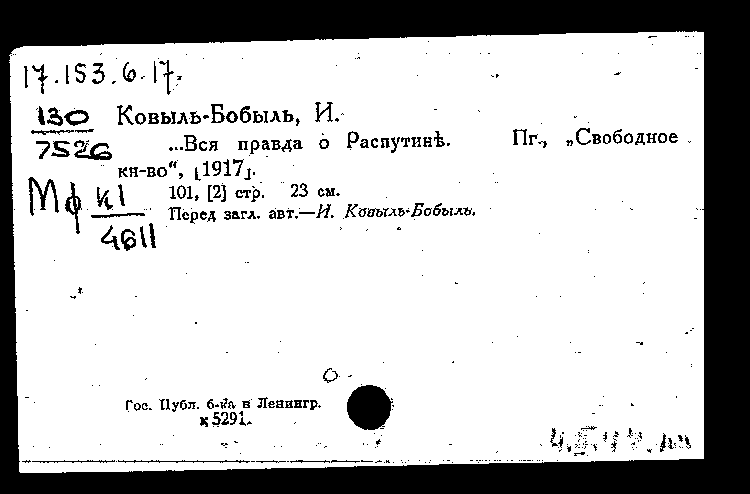 17.153.6.17.
130 Ковыль-Бобыль, И.
7526 ...Вся правда о Распутинѣ. Пг., „Свободное
кн-во“, [1917].
Мф К1 101, [2] стр. 23 см.
4611 Перед загл. авт.—И. Ковыль-Бобыль.
Гос. Публ. б-ка в Ленингр.
к 5291.